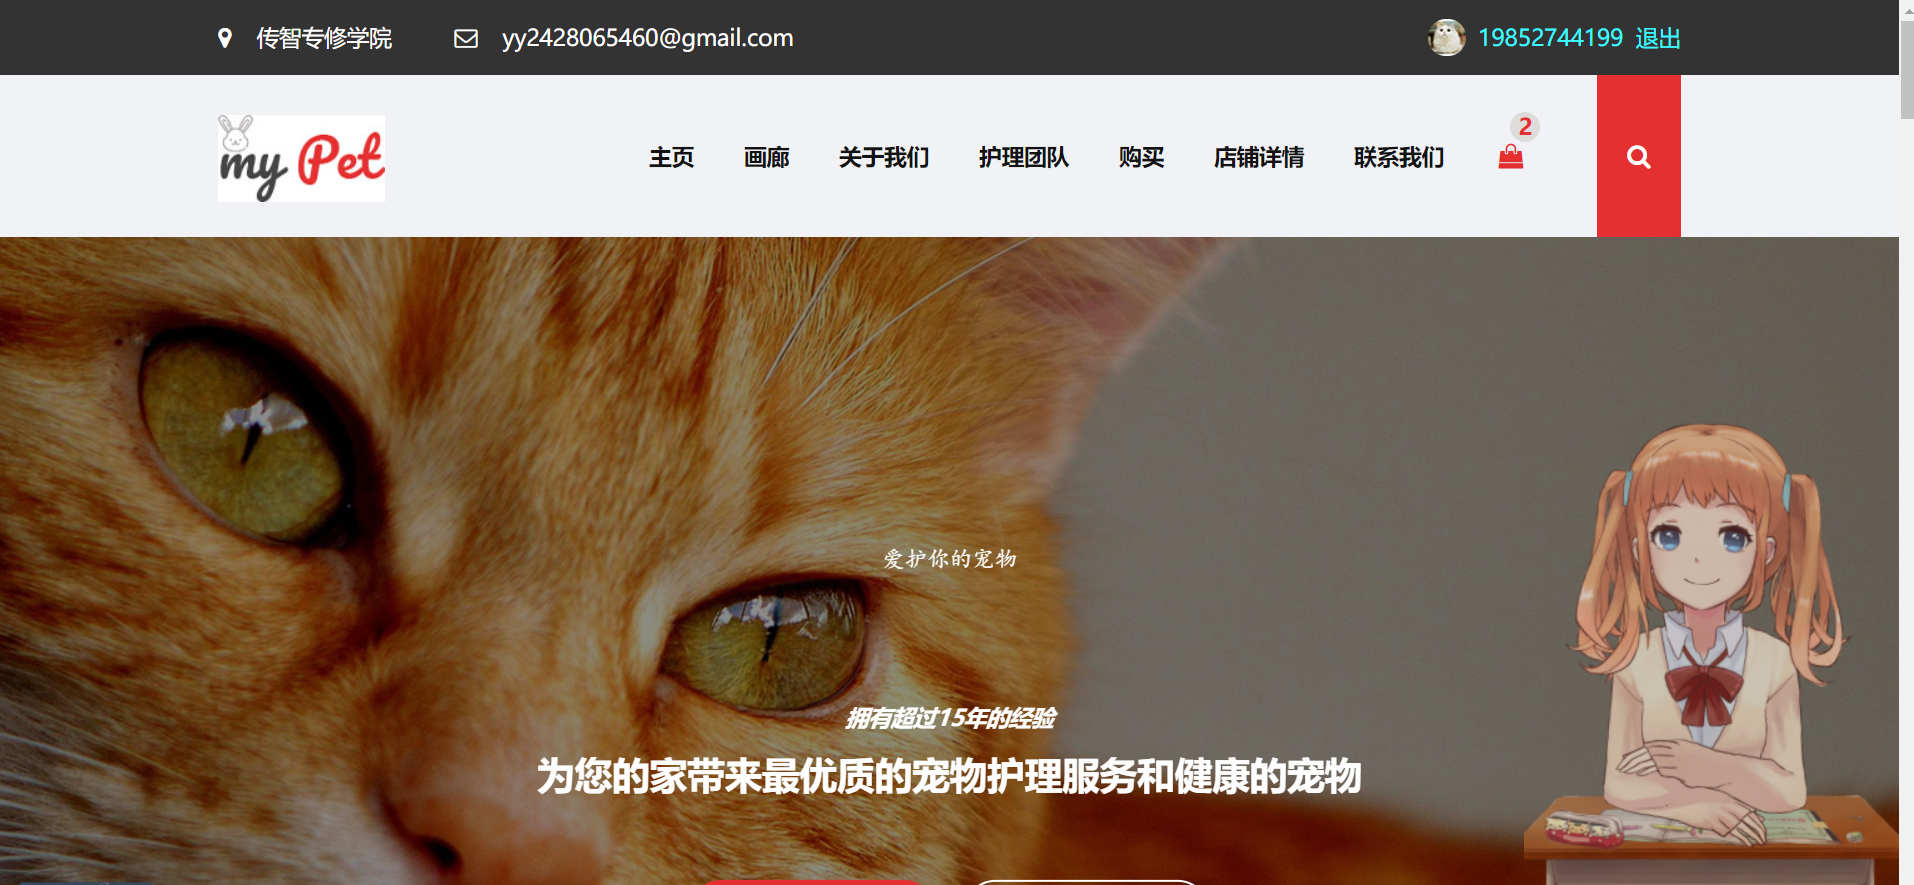 传智专修学院 yy2428065460@gmail.com 19852744199 退出
my Pet
主页 画廊 关于我们 护理团队 购买 店铺详情 联系我们 2
爱护你的宠物
拥有超过15年的经验
为您的家带来最优质的宠物护理服务和健康的宠物